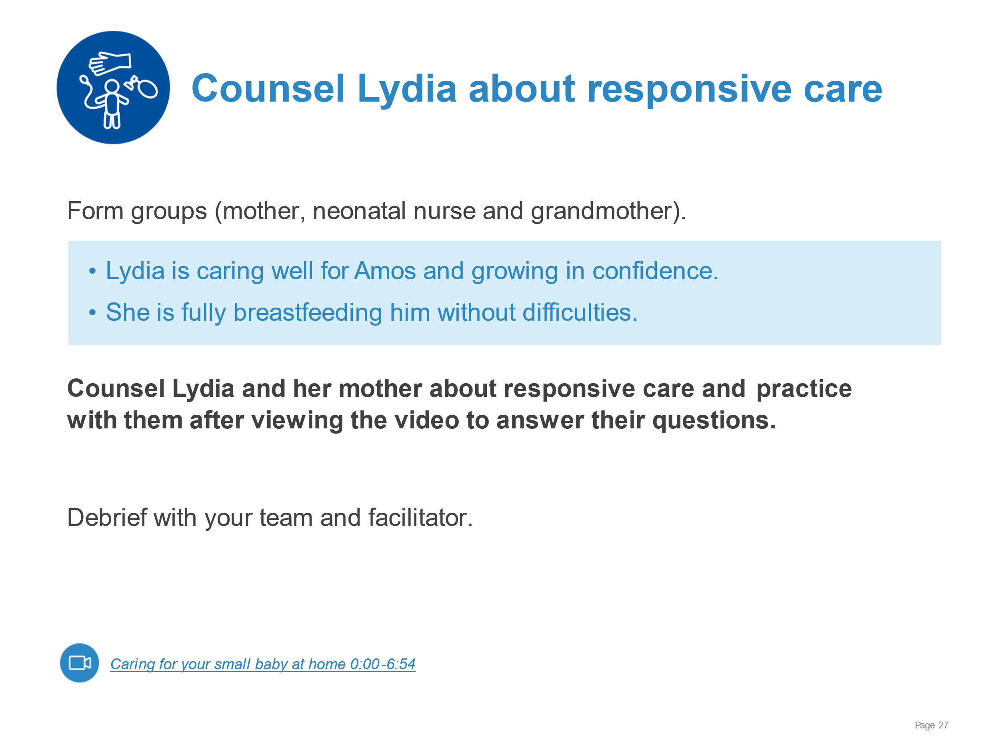 Counsel Lydia about responsive care
Form groups (mother, neonatal nurse and grandmother).
• Lydia is caring well for Amos and growing in confidence.
• She is fully breastfeeding him without difficulties.
Counsel Lydia and her mother about responsive care and practice
with them after viewing the video to answer their questions.
Debrief with your team and facilitator.
Caring for your small baby at home 0:00-6:54
Page 27